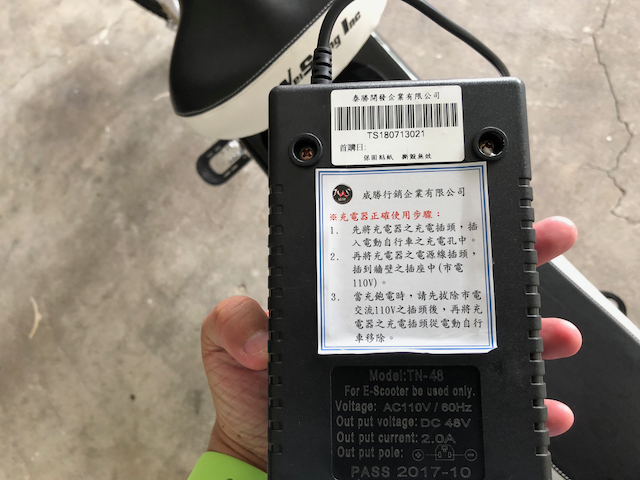 Vei Sheng Inc
泰勝開發企業有限公司
TS180713021
首購日:
保固貼紙 撕毀無效
威勝行銷企業有限公司
※充電器正確使用步驟：
1. 先將充電器之充電插頭，插
入電動自行車之充電孔中。
2. 再將充電器之電源線插頭，
插到牆壁之插座中(市電
110V)。
3. 當充飽電時，請先拔除市電
交流110V之插頭後，再將充
電器之充電插頭從電動自行
車移除。
Model:TN-48
For E-Scooter be used only.
Voltage: AC110V / 60Hz
Out put voltage: DC 48V
Out put current: 2.0A
Out put pole:
PASS 2017-10